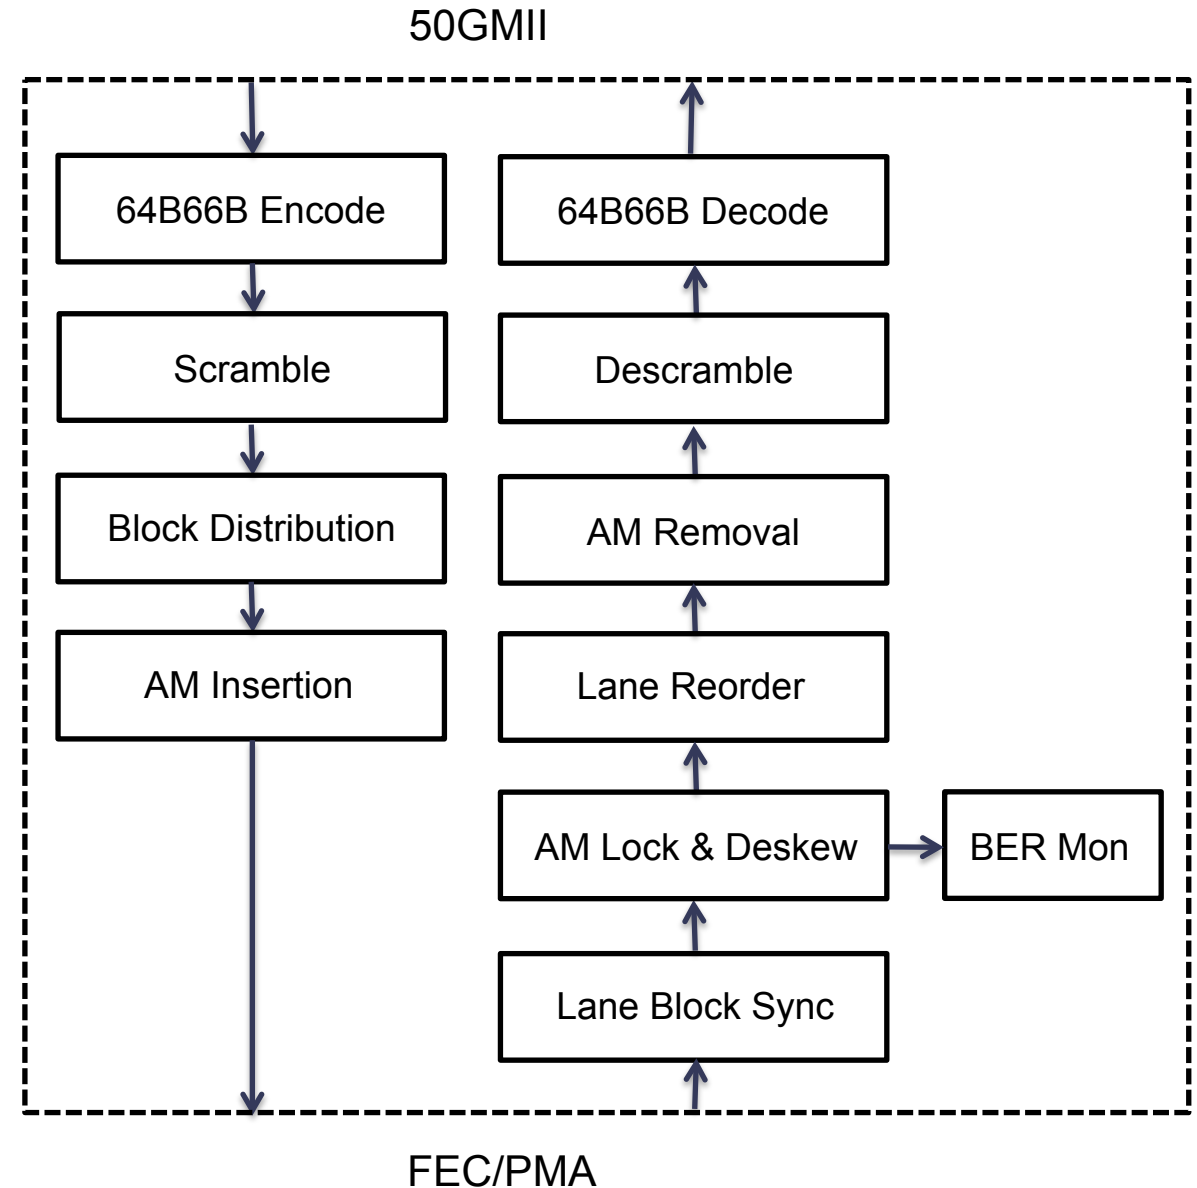 50GMII
64B66B Encode
64B66B Decode
Scramble
Descramble
Block Distribution
AM Removal
AM Insertion
Lane Reorder
AM Lock & Deskew
BER Mon
Lane Block Sync
FEC/PMA